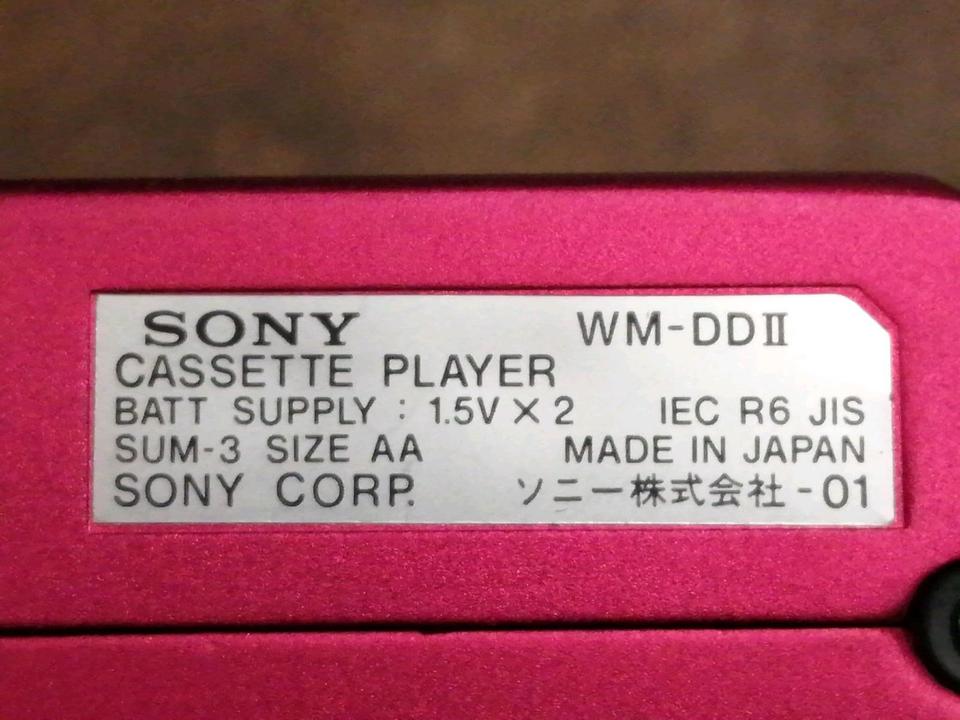 SONY WM-DDⅡ
CASSETTE PLAYER
BATT SUPPLY : 1.5V × 2 IEC R6 JIS
SUM-3 SIZE AA MADE IN JAPAN
SONY CORP. ソニー株式会社 -01